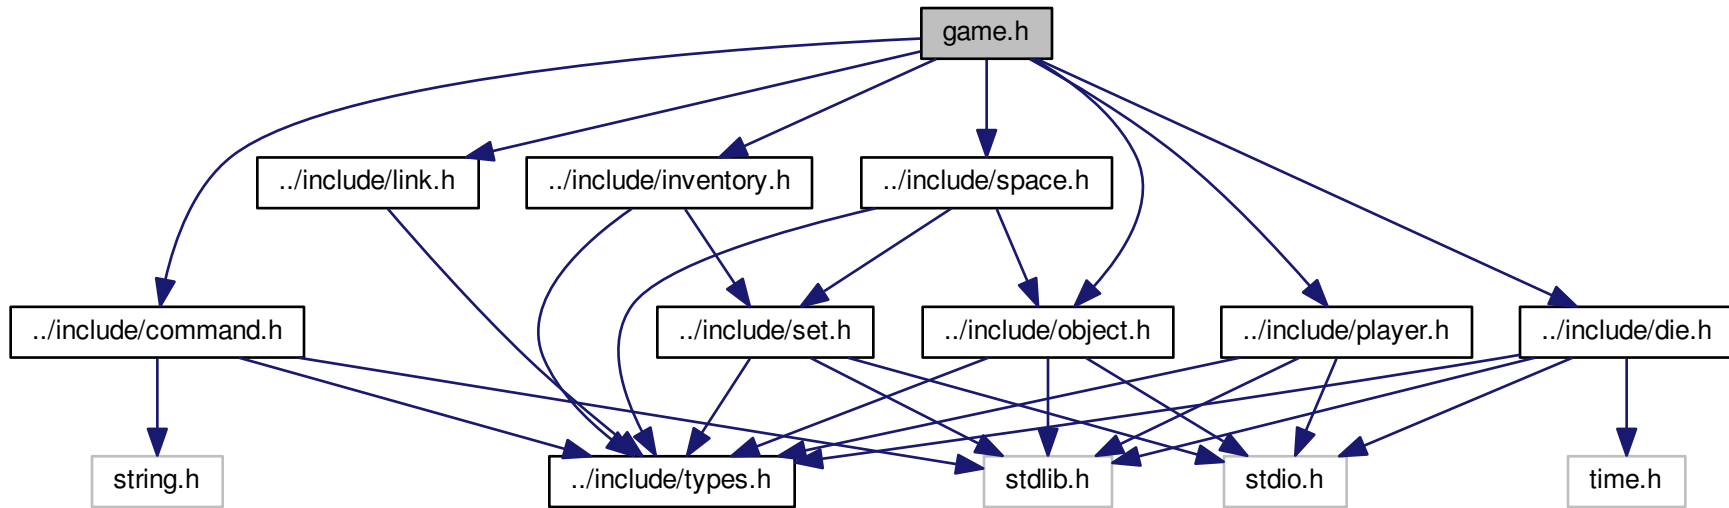 game.h
../include/link.h
../include/inventory.h
../include/space.h
../include/command.h
../include/set.h
../include/object.h
../include/player.h
../include/die.h
string.h
../include/types.h
stdlib.h
stdio.h
time.h